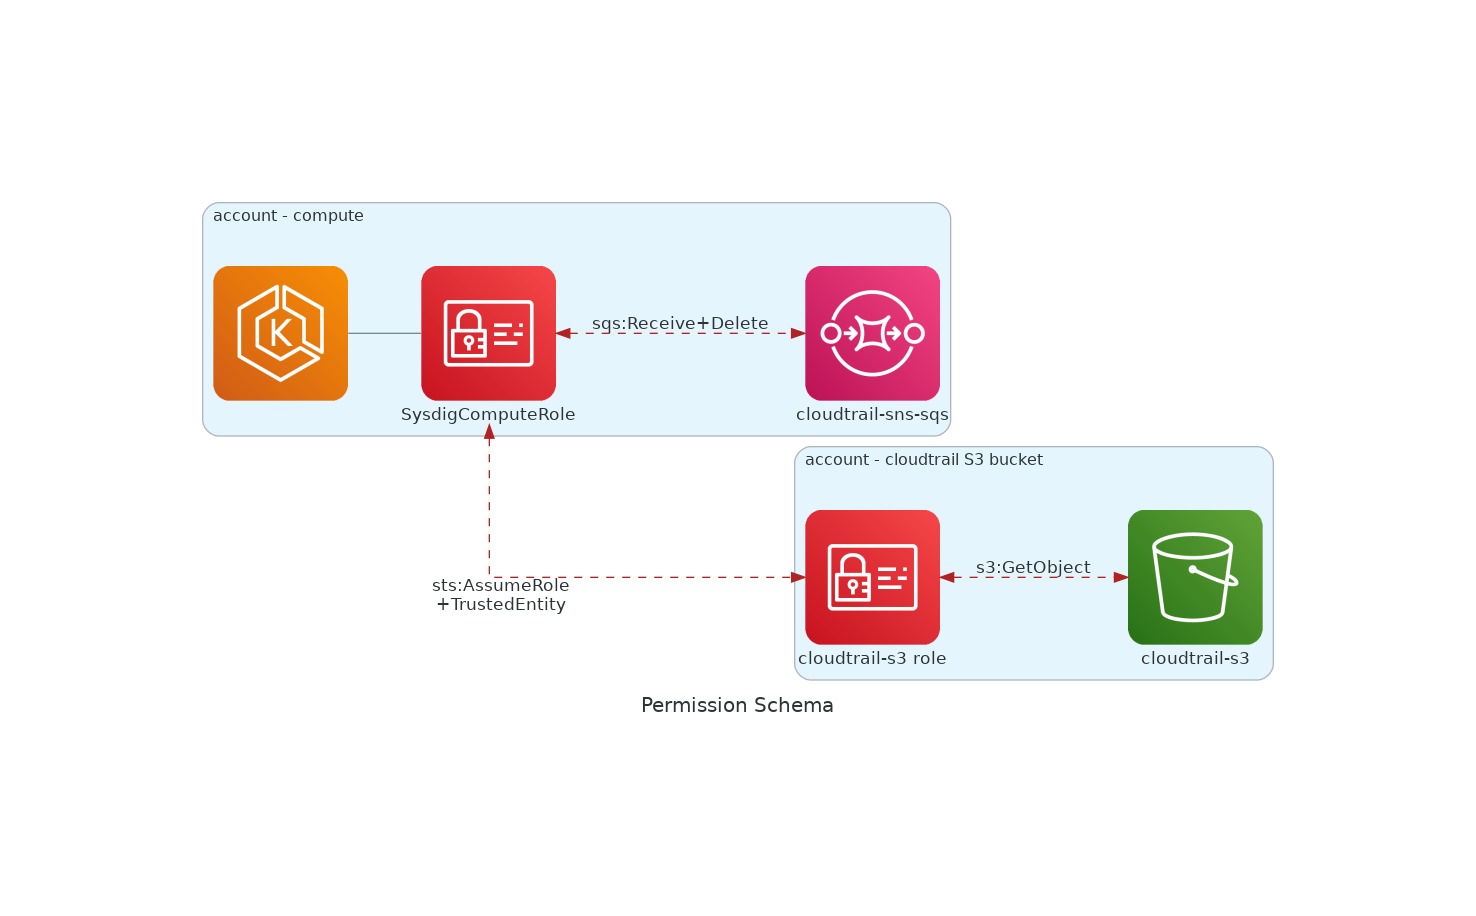 account - compute
K
sqs:Receive+Delete
SysdigComputeRole
cloudtrail-sns-sqs
account - cloudtrail S3 bucket
sts:AssumeRole
+TrustedEntity
s3:GetObject
cloudtrail-s3 role
cloudtrail-s3
Permission Schema